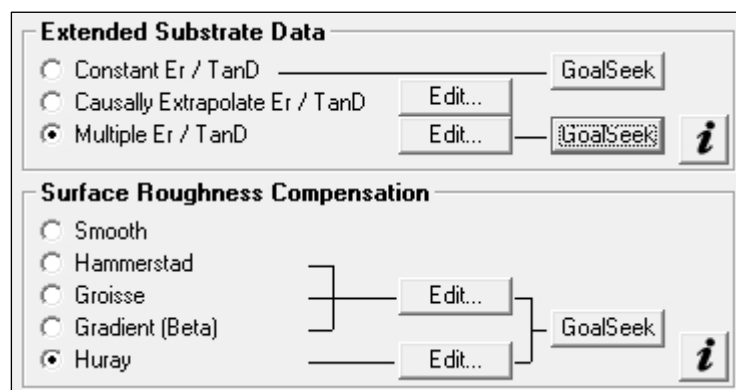 Extended Substrate Data
Constant Er / TanD GoalSeek
Causally Extrapolate Er / TanD Edit...
Multiple Er / TanD Edit... GoalSeek i
Surface Roughness Compensation
Smooth
Hammerstad
Groisse Edit...
Gradient (Beta) GoalSeek
Huray Edit... i